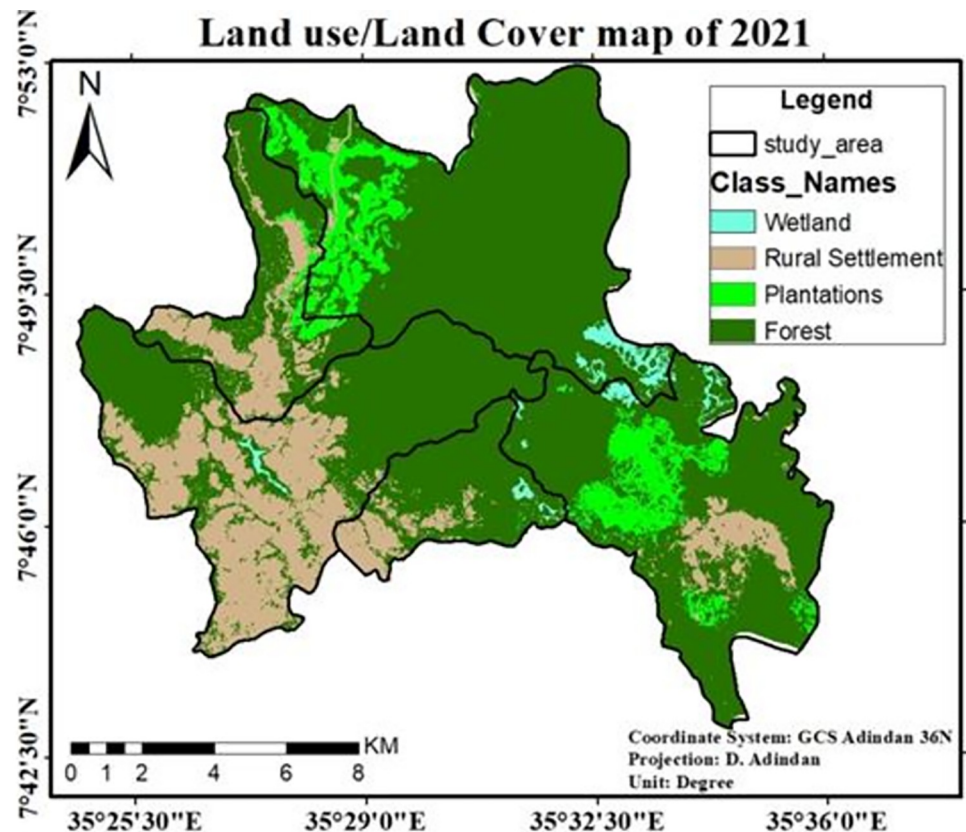 Land use/Land Cover map of 2021
7°53'0"N
N
Legend
study_area
Class_Names
Wetland
Rural Settlement
Plantations
Forest
7°49'30"N
7°46'0"N
7°42'30"N
KM
0 1 2 4 6 8
Coordinate System: GCS Adindan 36N
Projection: D. Adindan
Unit: Degree
35°25'30"E 35°29'0"E 35°32'30"E 35°36'0"E